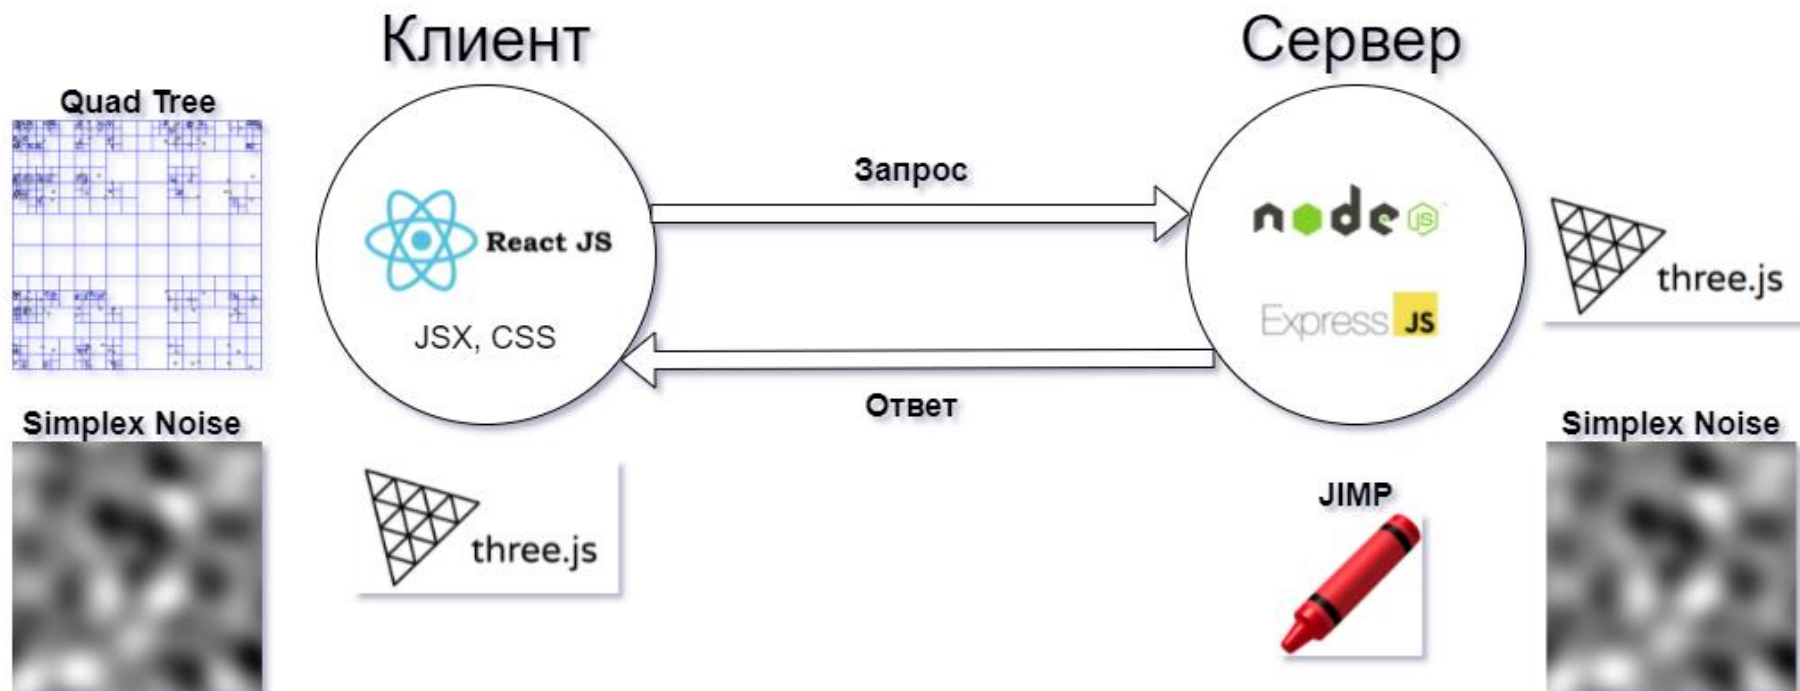 Клиент
Сервер
Quad Tree
Запрос
React JS
JSX, CSS
node JS
Express JS
three.js
Ответ
Simplex Noise
three.js
JIMP
Simplex Noise